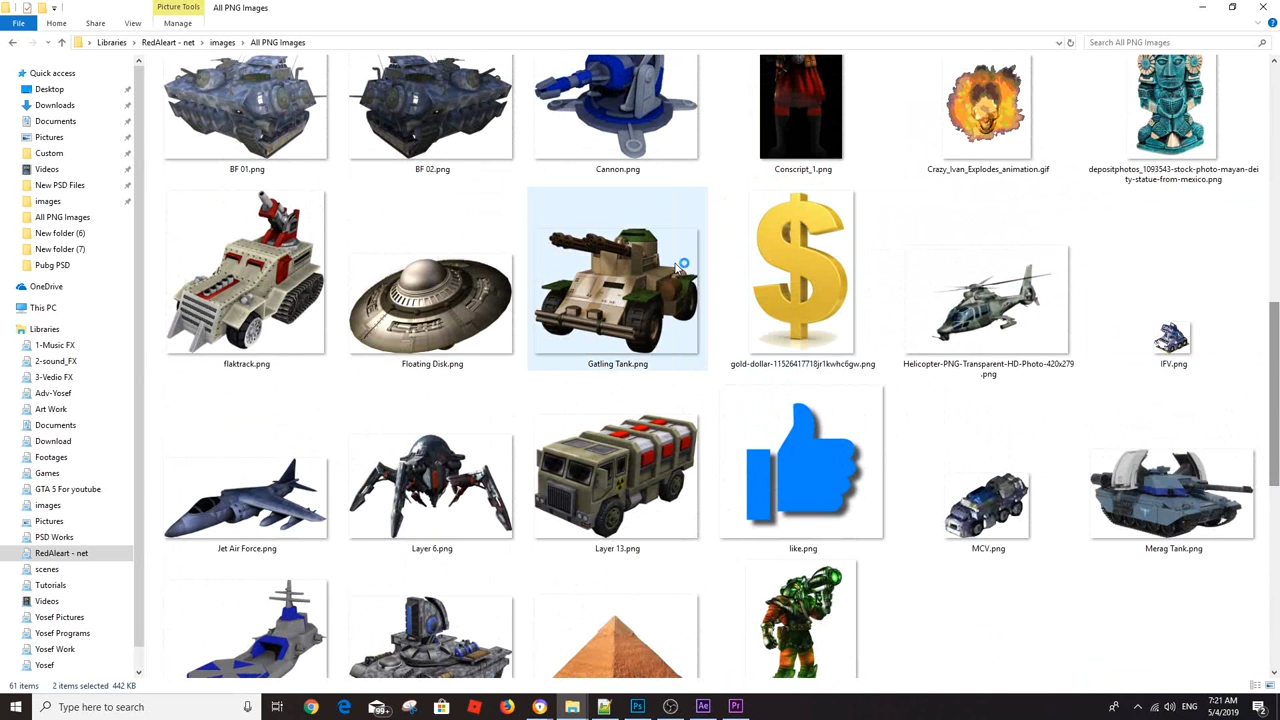 Picture Tools
All PNG Images
File
Home
Share
View
Manage
Libraries
RedAleart - net
images
All PNG Images
Search All PNG Images
Quick access
Desktop
Downloads
Documents
Pictures
Custom
Videos
New PSD Files
images
All PNG Images
New folder (6)
New folder (7)
Pubg PSD
OneDrive
This PC
Libraries
1-Music FX
2-sound_FX
3-Vedio FX
Adv-Yosef
Art Work
Documents
Download
Footages
Games
GTA 5 For youtube
images
Pictures
PSD Works
RedAleart - net
scenes
Tutorials
Videos
Yosef Pictures
Yosef Programs
Yosef Work
Yosef
BF 01.png
BF 02.png
Cannon.png
Conscript_1.png
Crazy_Ivan_Explodes_animation.gif
depositphotos_1093543-stock-photo-mayan-dei
ty-statue-from-mexico.png
flaktrack.png
Floating Disk.png
Gatling Tank.png
gold-dollar-11526417718jr1kwhc6gw.png
Helicopter-PNG-Transparent-HD-Photo-420x279
.png
IFV.png
Jet Air Force.png
Layer 6.png
Layer 13.png
like.png
MCV.png
Merag Tank.png
61 items
2 items selected 442 KB
Type here to search
99+
Ps
Ae
Pr
ENG
7:21 AM
5/4/2019
2